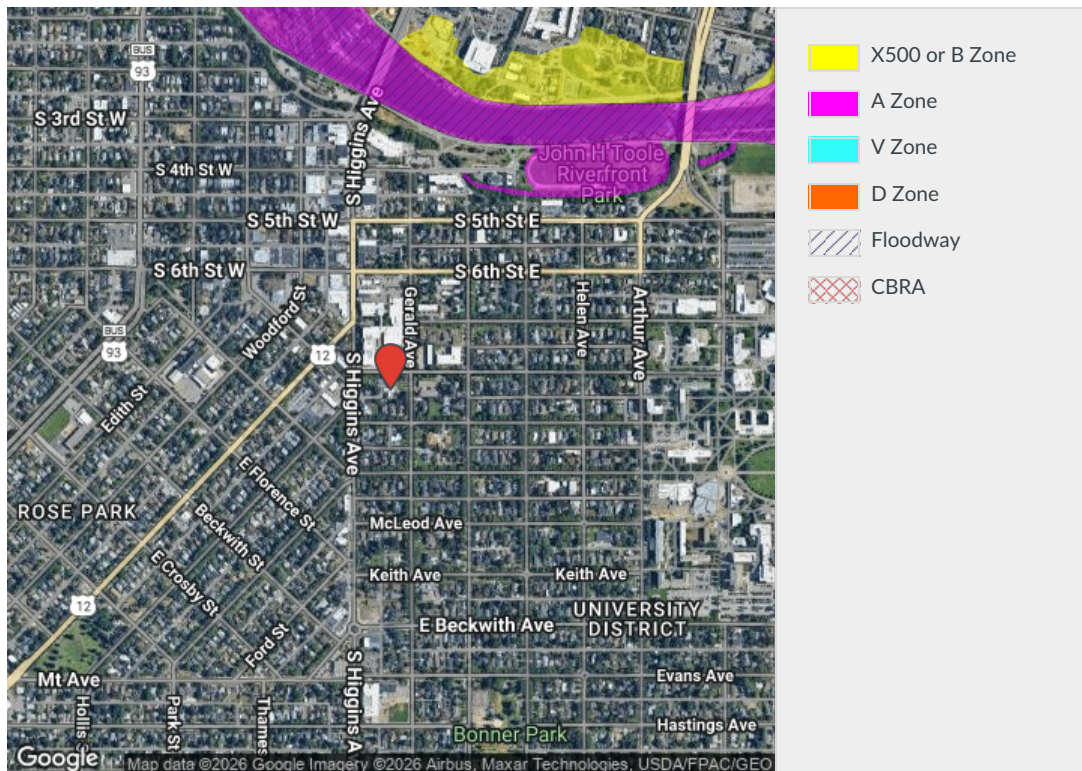 BUS
93
S 3rd St W
S Higgins Ave
S 4th St W
John H Toole
Riverfront
Park
S 5th St W
S 5th St E
S 6th St W
S 6th St E
Woodford St
Gerald Ave
Helen Ave
Arthur Ave
BUS
93
12
S Higgins Ave
Edith St
E Florence St
ROSE PARK
Beckwith St
McLeod Ave
E Crosby St
Keith Ave
Keith Ave
12
UNIVERSITY
DISTRICT
E Beckwith Ave
Ford St
Mt Ave
S Higgins A
Evans Ave
Hollis
Park St
Thames
Hastings Ave
Bonner Park
Google
Map data ©2026 Google Imagery ©2026 Airbus, Maxar Technologies, USDA/FPAC/GEO
X500 or B Zone
A Zone
V Zone
D Zone
Floodway
CBRA